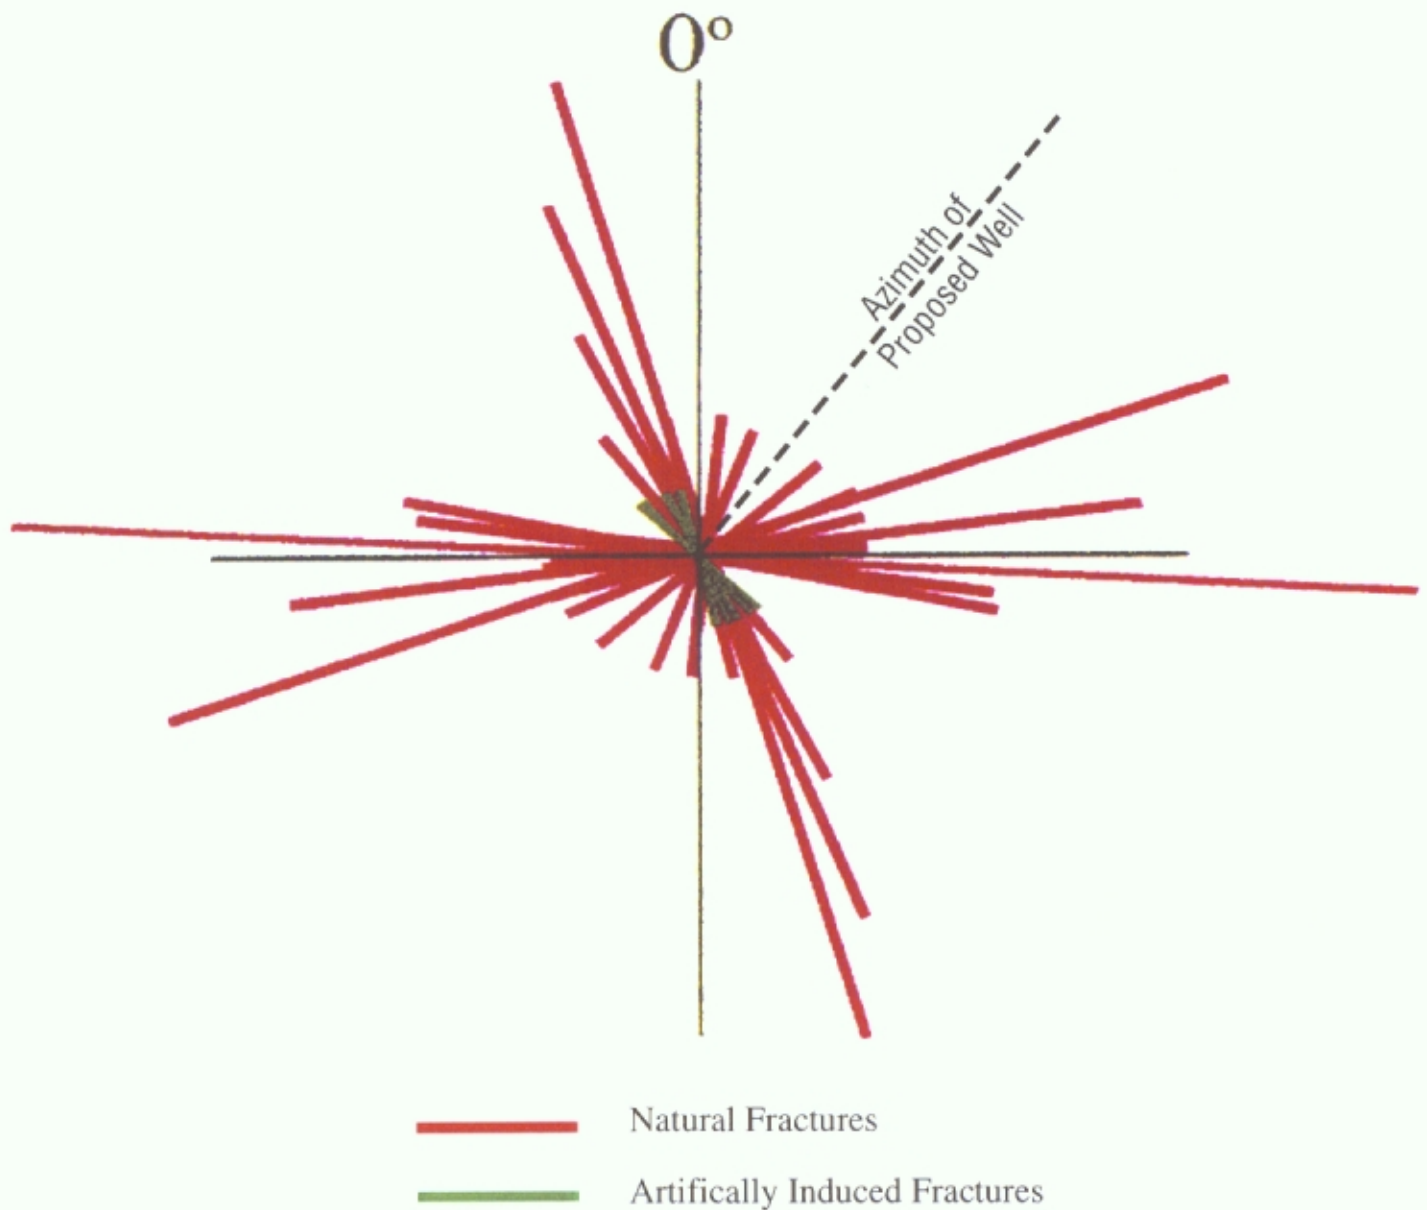 0°
Azimuth of
Proposed Well
Natural Fractures
Artifically Induced Fractures